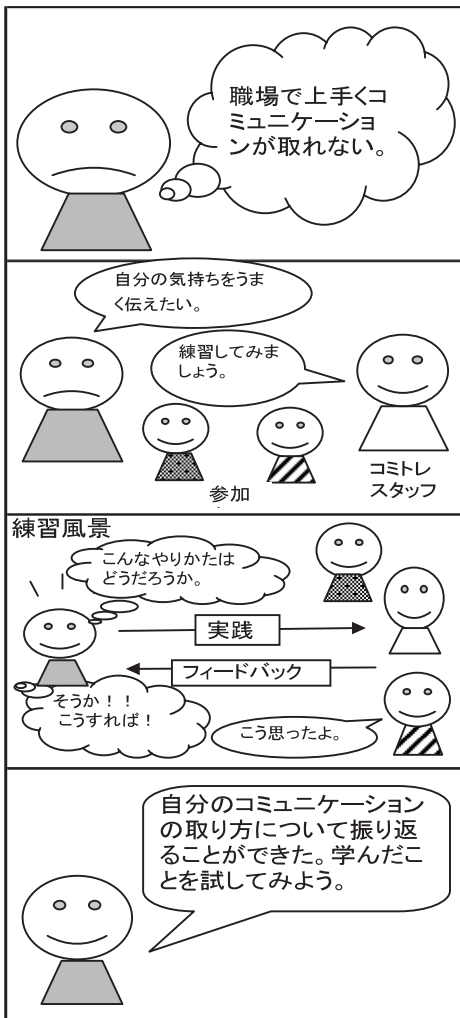 職場で上手くコ
ミュニケーショ
ンが取れない。
自分の気持ちをうま
く伝えたい。
練習してみま
しょう。
参加
コミトレ
スタッフ
練習風景
こんなやりかたは
どうだろうか。
実践
フィードバック
そうか！！
こうすれば！
こう思ったよ。
自分のコミュニケーション
の取り方について振り返
ることができた。学んだこ
とを試してみよう。